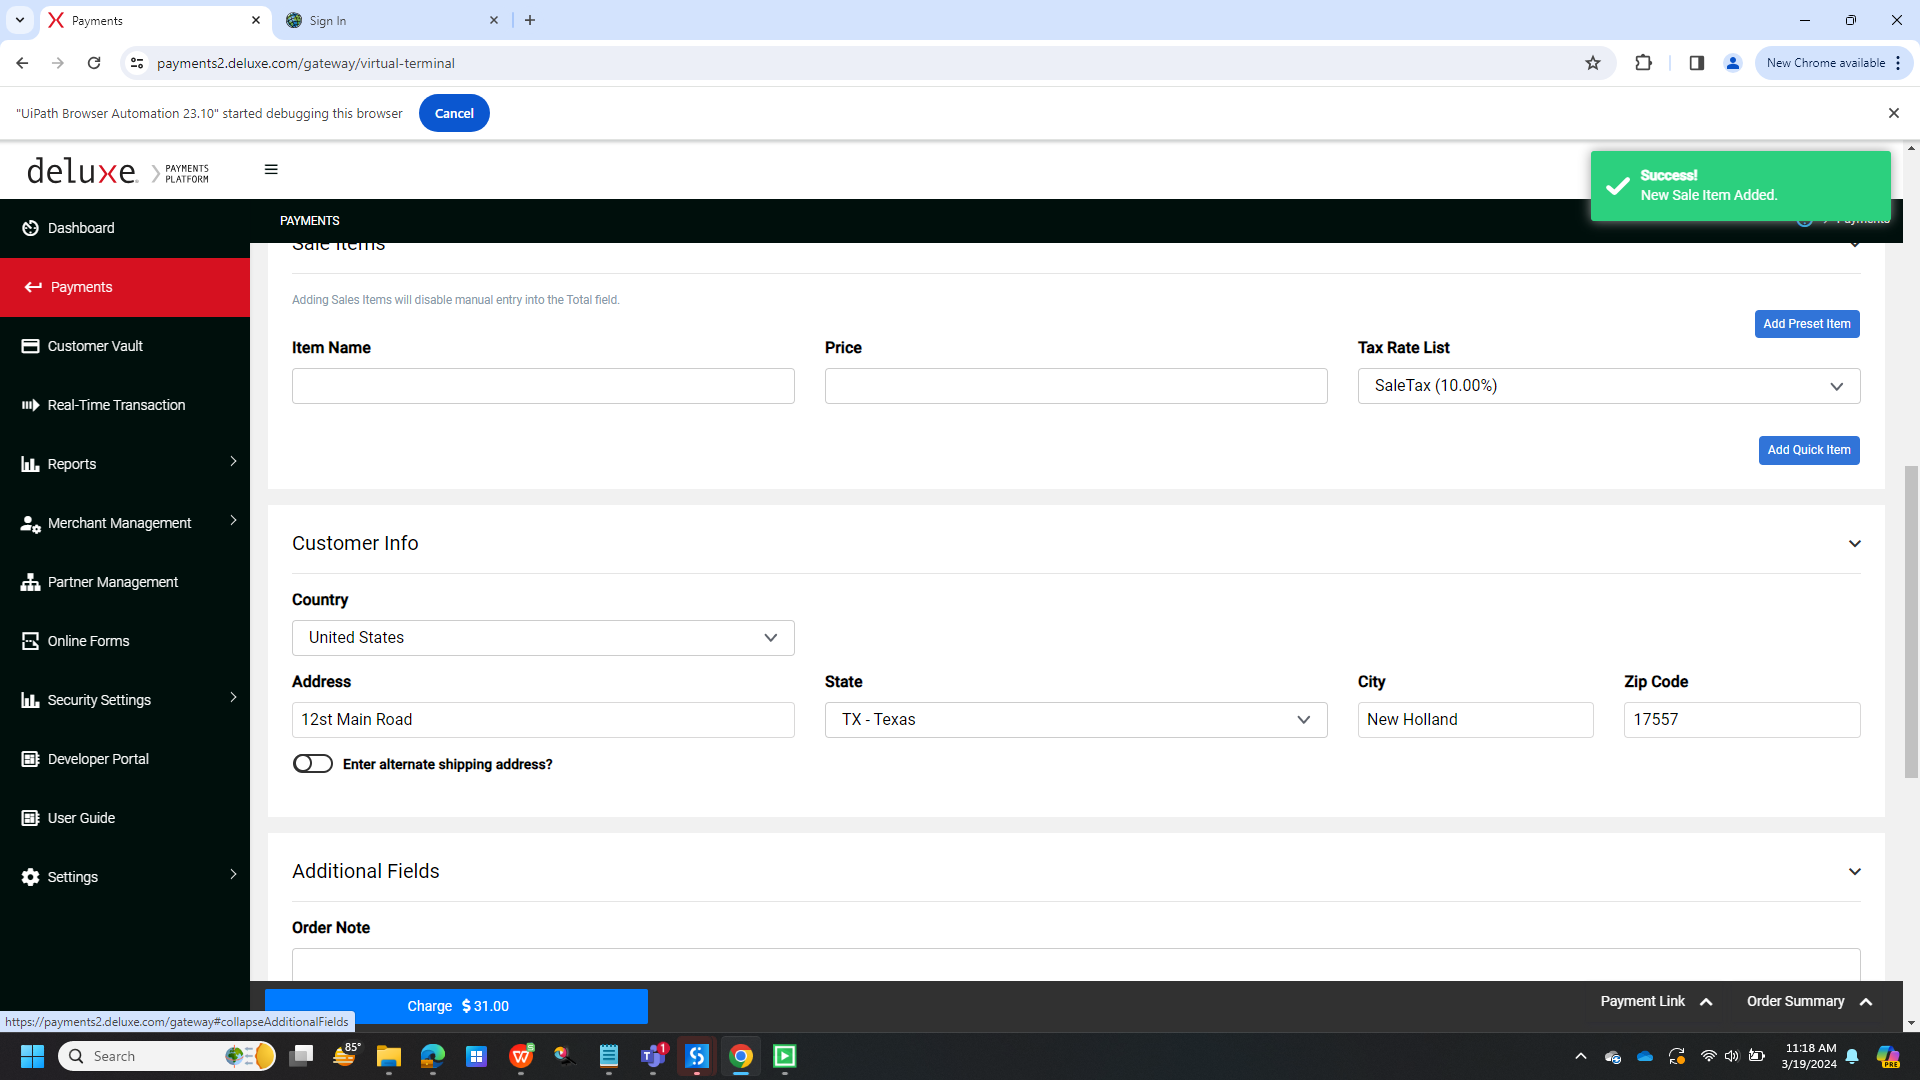 Payments
Sign In
payments2.deluxe.com/gateway/virtual-terminal
New Chrome available
"UiPath Browser Automation 23.10" started debugging this browser
Cancel
deluxe.
PAYMENTS
PLATFORM
Success!
New Sale Item Added.
Dashboard
Payments
Customer Vault
Real-Time Transaction
Reports
Merchant Management
Partner Management
Online Forms
Security Settings
Developer Portal
User Guide
Settings
PAYMENTS
Payments
Sale Items
Adding Sales Items will disable manual entry into the Total field.
Add Preset Item
Item Name
Price
Tax Rate List
SaleTax (10.00%)
Add Quick Item
Customer Info
Country
United States
Address
State
City
Zip Code
12st Main Road
TX - Texas
New Holland
17557
Enter alternate shipping address?
Additional Fields
Order Note
Charge $ 31.00
Payment Link
Order Summary
https://payments2.deluxe.com/gateway#collapseAdditionalFields
Search
85°
1
PRE
11:18 AM
3/19/2024